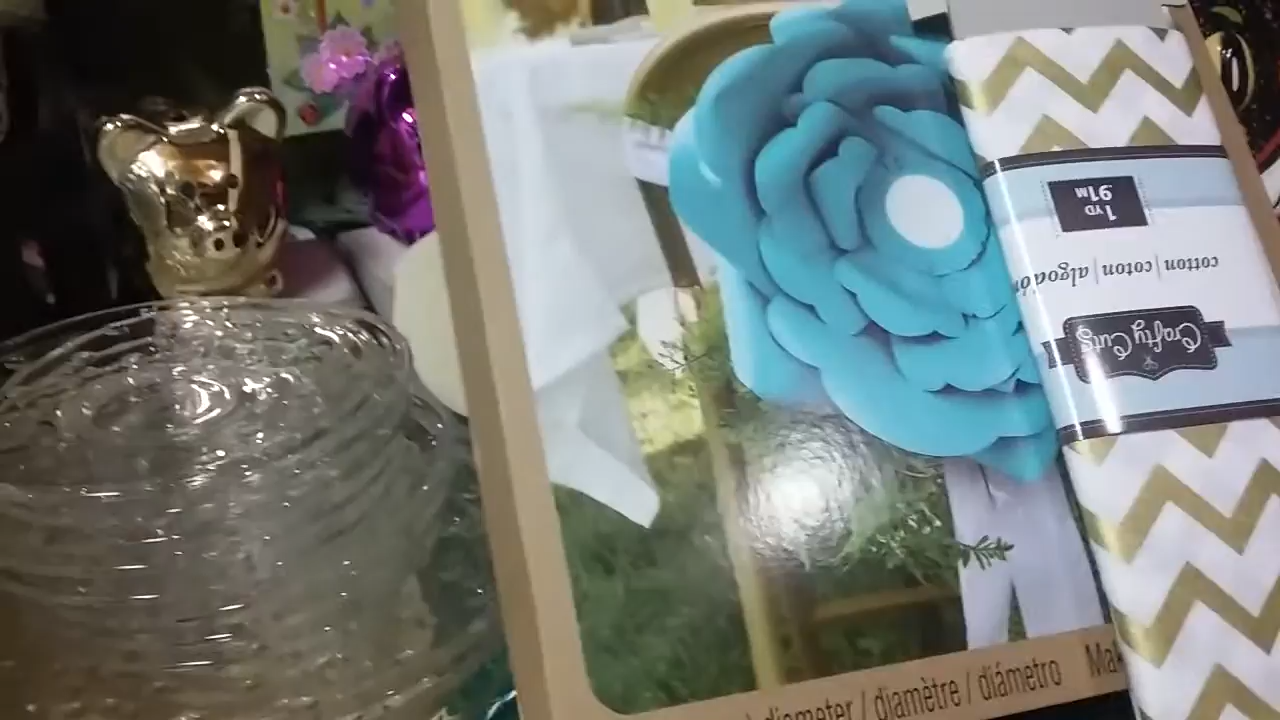 Crafty Cuts
cotton | coton | algodón
1 YD
.91 M
diameter / diamètre / diámetro